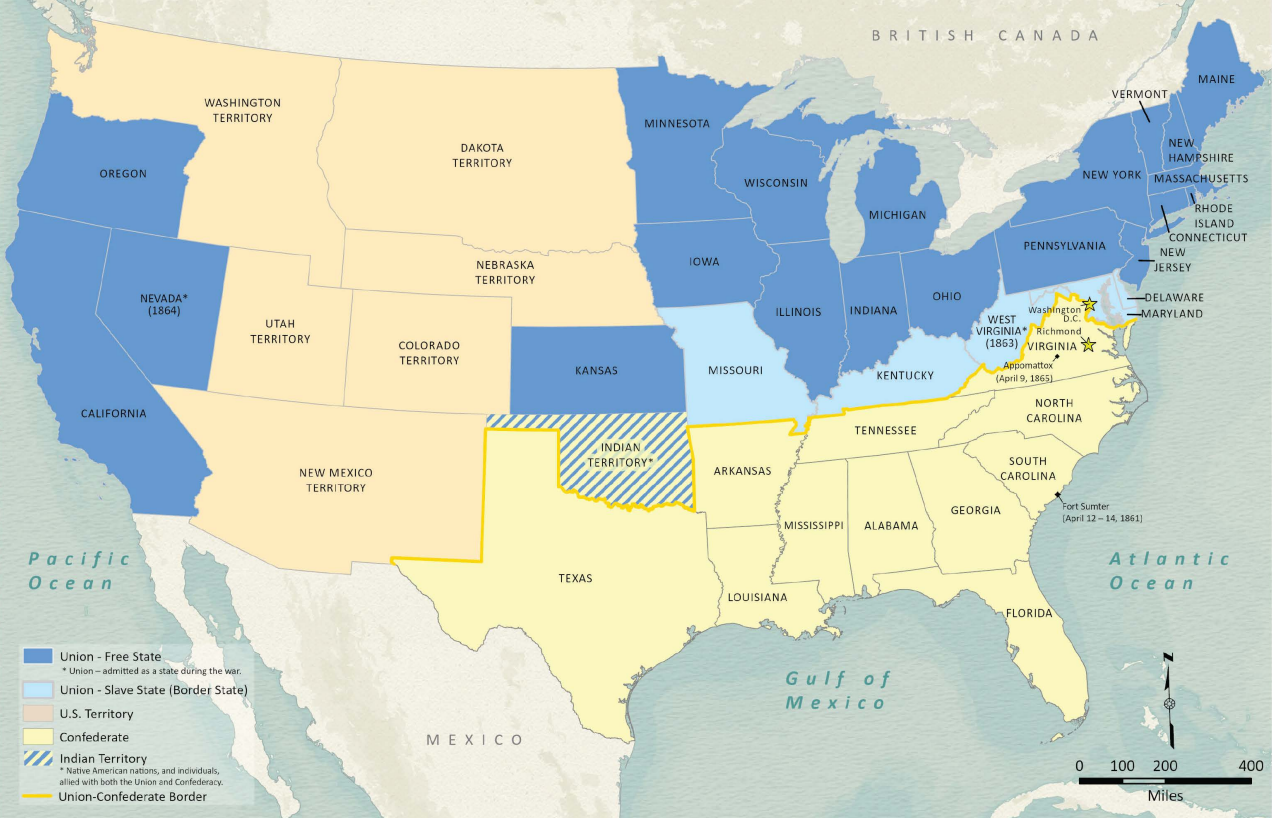 BRITISH CANADA
MAINE
VERMONT
WASHINGTON
TERRITORY
MINNESOTA
DAKOTA
TERRITORY
NEW
HAMPSHIRE
OREGON
WISCONSIN
NEW YORK
MASSACHUSETTS
MICHIGAN
RHODE
ISLAND
CONNECTICUT
PENNSYLVANIA
NEW
JERSEY
IOWA
NEBRASKA
TERRITORY
NEVADA*
(1864)
OHIO
DELAWARE
ILLINOIS
INDIANA
Washington
D.C.
MARYLAND
UTAH
TERRITORY
WEST
VIRGINIA*
(1863)
Richmond
VIRGINIA
COLORADO
TERRITORY
Appomattox
(April 9, 1865)
KANSAS
MISSOURI
KENTUCKY
CALIFORNIA
NORTH
CAROLINA
TENNESSEE
INDIAN
TERRITORY*
NEW MEXICO
TERRITORY
ARKANSAS
SOUTH
CAROLINA
Fort Sumter
(April 12 – 14, 1861)
MISSISSIPPI
ALABAMA
GEORGIA
Pacific
Ocean
Atlantic
Ocean
TEXAS
LOUISIANA
FLORIDA
Gulf of
Mexico
MEXICO
Union - Free State
* Union – admitted as a state during the war.
Union - Slave State (Border State)
U.S. Territory
Confederate
Indian Territory
* Native American nations, and individuals,
allied with both the Union and Confederacy.
Union-Confederate Border
N
0 100 200 400
Miles